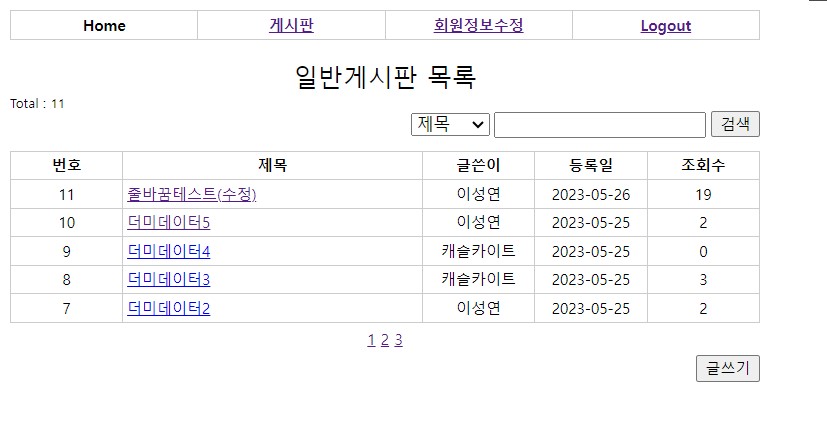 Home 게시판 회원정보수정 Logout
일반게시판 목록
Total : 11
제목 검색
번호 제목 글쓴이 등록일 조회수
11 줄바꿈테스트(수정) 이성연 2023-05-26 19
10 더미데이터5 이성연 2023-05-25 2
9 더미데이터4 캐슬카이트 2023-05-25 0
8 더미데이터3 캐슬카이트 2023-05-25 3
7 더미데이터2 이성연 2023-05-25 2
1 2 3
글쓰기